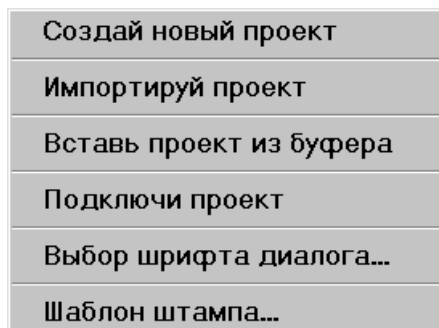 Создай новый проект
Импортируй проект
Вставь проект из буфера
Подключи проект
Выбор шрифта диалога...
Шаблон штампа...